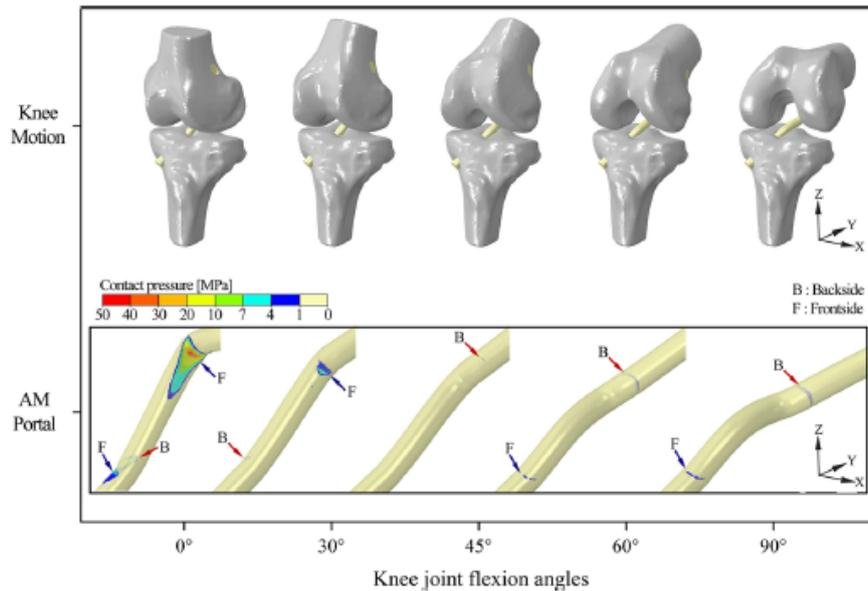 Knee
Motion
Z
Y
X
Contact pressure [MPa]
50 40 30 20 10 7 4 1 0
B : Backside
F : Frontside
AM
Portal
F
F
B
F
B
B
B
F
B
F
Z
Y
X
0° 30° 45° 60° 90°
Knee joint flexion angles